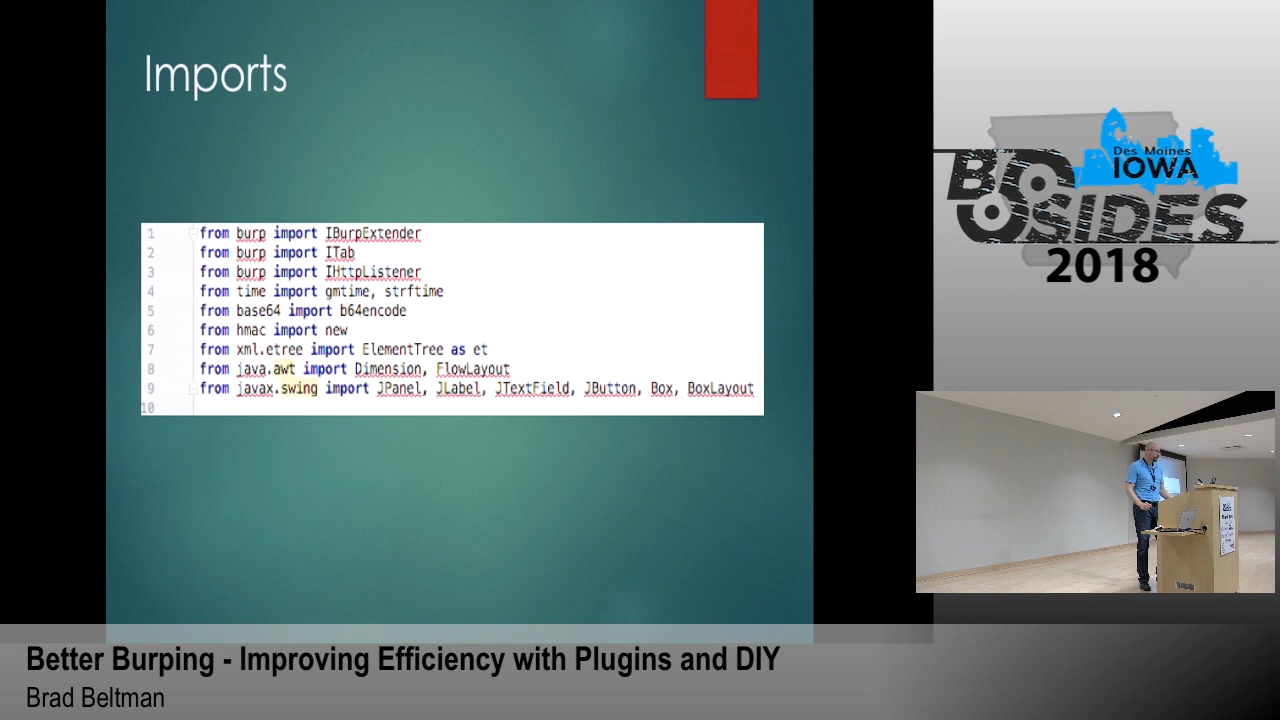 Imports
1 from burp import IBurpExtender
2 from burp import ITab
3 from burp import IHttpListener
4 from time import gmtime, strftime
5 from base64 import b64encode
6 from hmac import new
7 from xml.etree import ElementTree as et
8 from java.awt import Dimension, FlowLayout
9 from javax.swing import JPanel, JLabel, JTextField, JButton, Box, BoxLayout
10
Des Moines
IOWA
BSIDES
2018
Better Burping - Improving Efficiency with Plugins and DIY
Brad Beltman